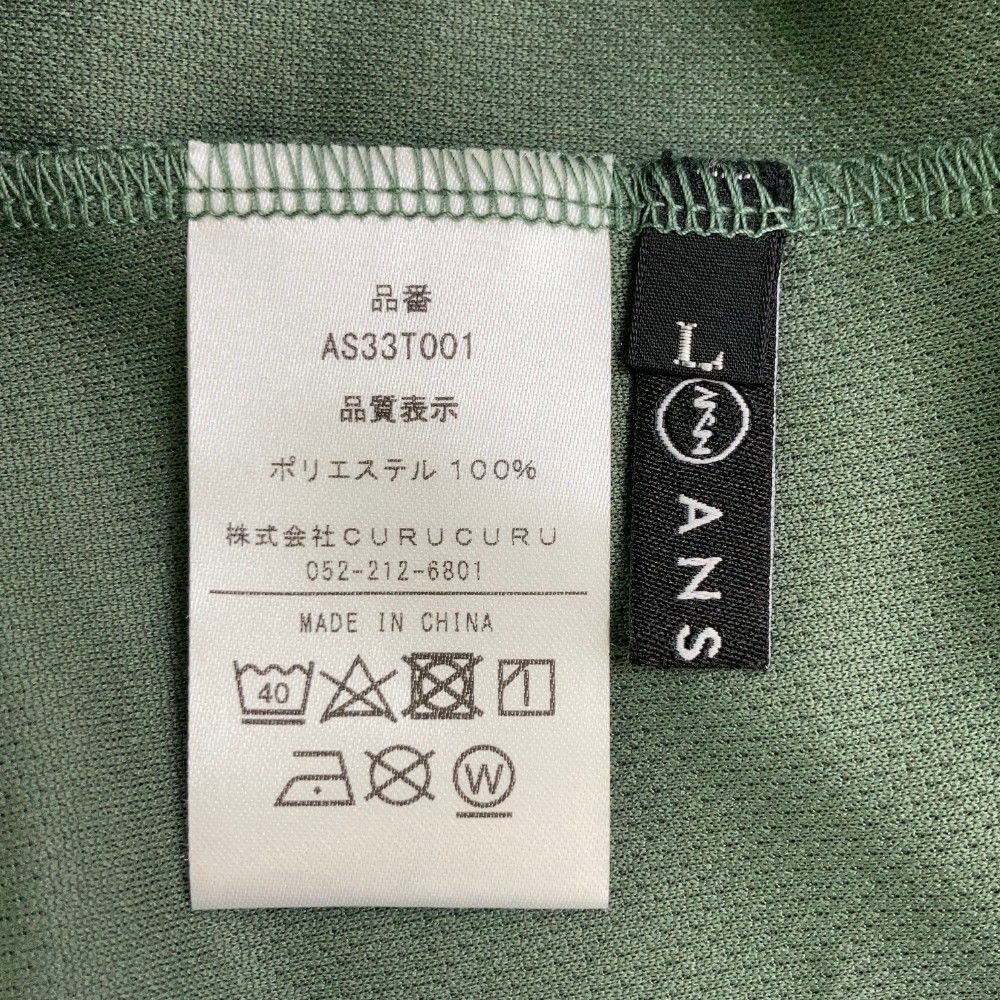 品番
AS33T001
品質表示
ポリエステル 100%
株式会社CURUCURU
052-212-6801
MADE IN CHINA
40
W
L
ANS